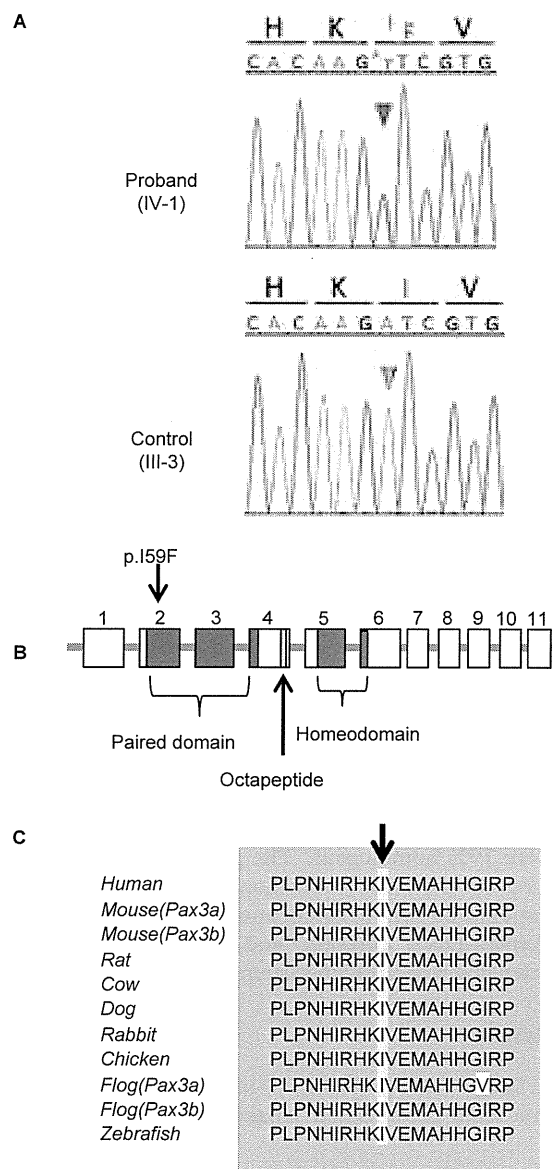 A
H K I F V
C A C A A G A T T C G T G
Proband
(IV-1)
H K I V
C A C A A G A T C G T G
Control
(III-3)
p.I59F
1 2 3 4 5 6 7 8 9 10 11
B
Paired domain
Homeodomain
Octapeptide
C
Human PLPNHIRHKIVEMAHHGIRP
Mouse(Pax3a) PLPNHIRHKIVEMAHHGIRP
Mouse(Pax3b) PLPNHIRHKIVEMAHHGIRP
Rat PLPNHIRHKIVEMAHHGIRP
Cow PLPNHIRHKIVEMAHHGIRP
Dog PLPNHIRHKIVEMAHHGIRP
Rabbit PLPNHIRHKIVEMAHHGIRP
Chicken PLPNHIRHKIVEMAHHGIRP
Flog(Pax3a) PLPNHIRHKIVEMAHHGVRP
Flog(Pax3b) PLPNHIRHKIVEMAHHGIRP
Zebrafish PLPNHIRHKIVEMAHHGIRP